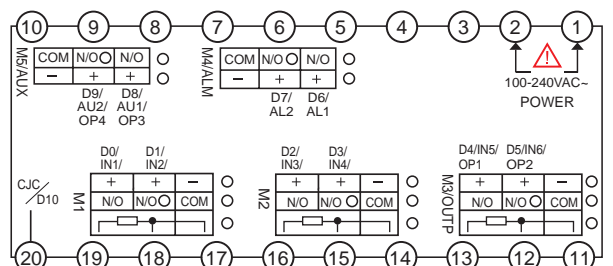 10 9 8 7 6 5 4 3 2 1
M5/AUX
COM N/O N/O
− + +
D9/ D8/
AU2/ AU1/
OP4 OP3
M4/ALM
COM N/O N/O
− + +
D7/ D6/
AL2 AL1
100-240VAC~
POWER
CJC
D10
M1
D0/ D1/
IN1/ IN2/
+ + −
N/O N/O COM
M2
D2/ D3/
IN3/ IN4/
+ + −
N/O N/O COM
M3/OUTP
D4/IN5/ D5/IN6/
OP1 OP2
+ + −
N/O N/O COM
20 19 18 17 16 15 14 13 12 11